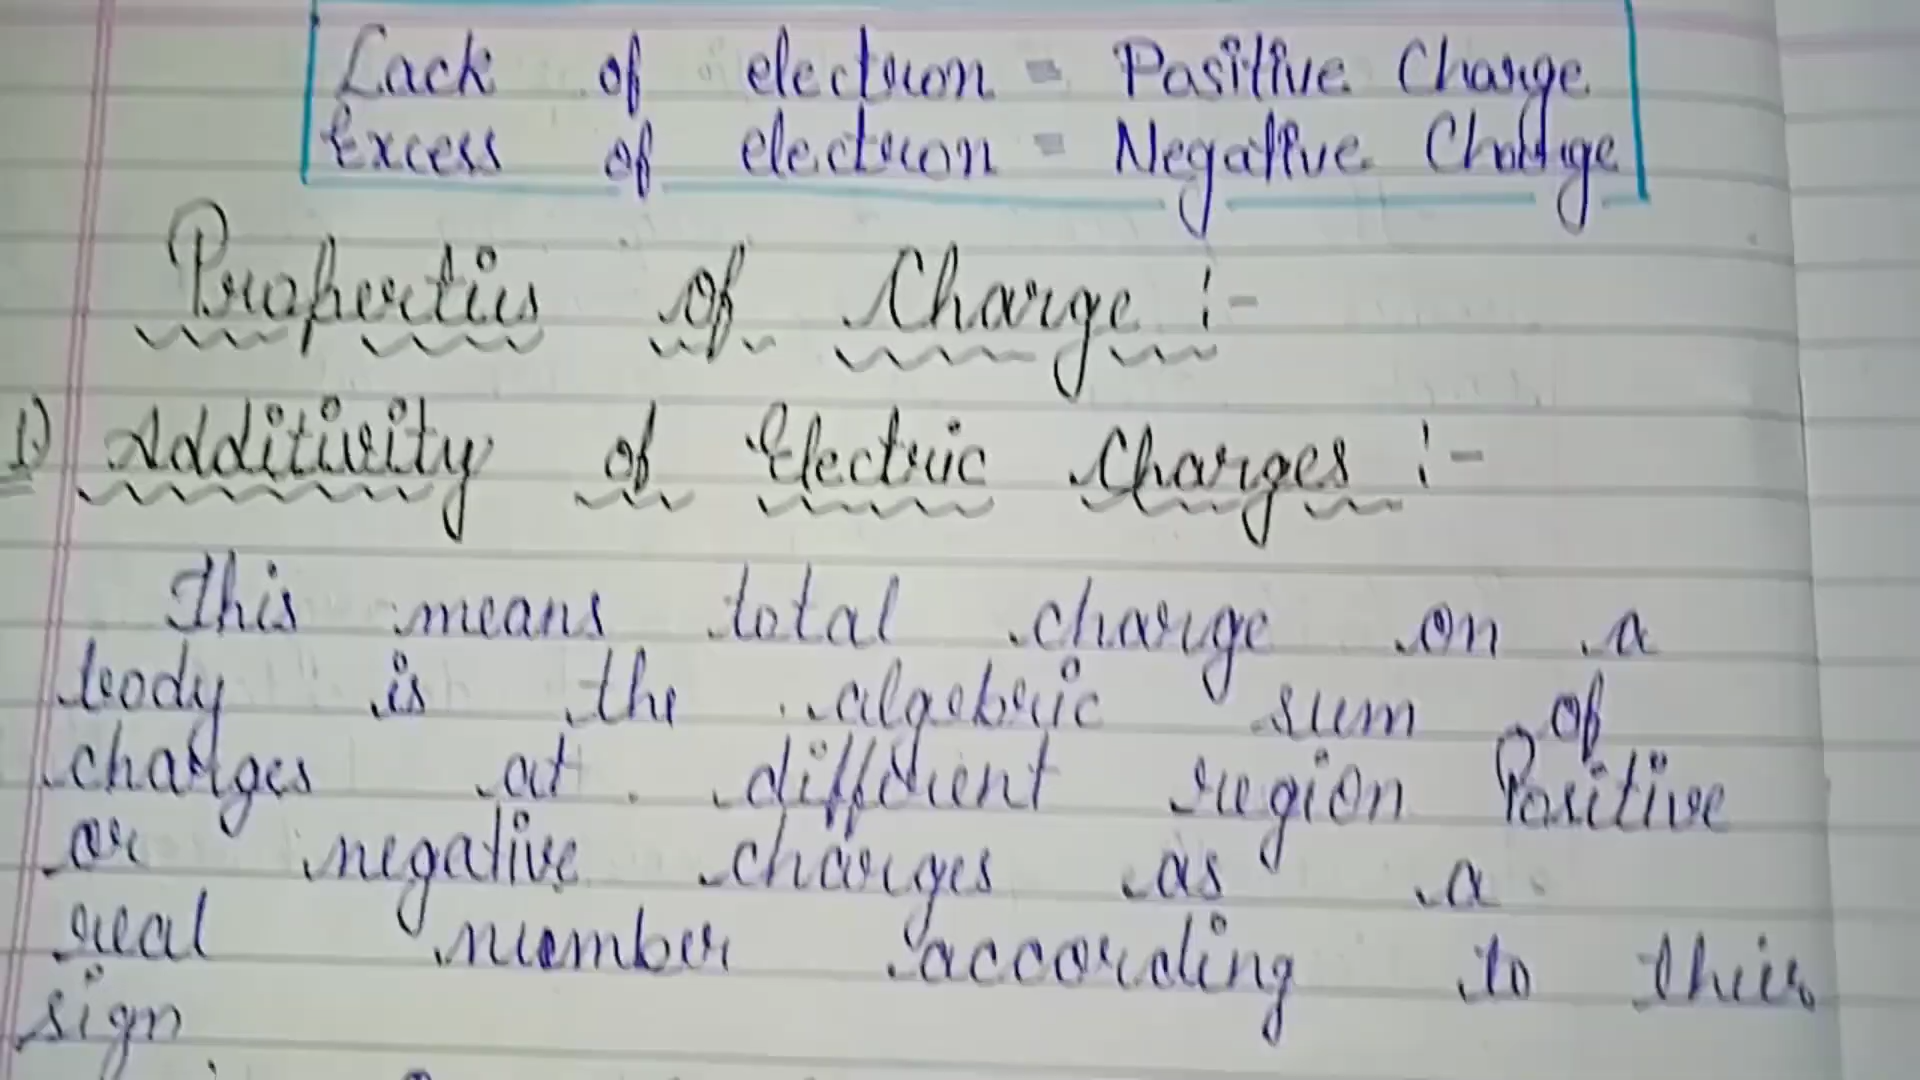 Lack of electron = Positive Charge
Excess of electron = Negative Charge
Properties of Charge :-
1) Additivity of Electric Charges :-
This means total charge on a
body is the algebric sum of
charges at different region Positive
or negative charges as a
real number according to their
sign